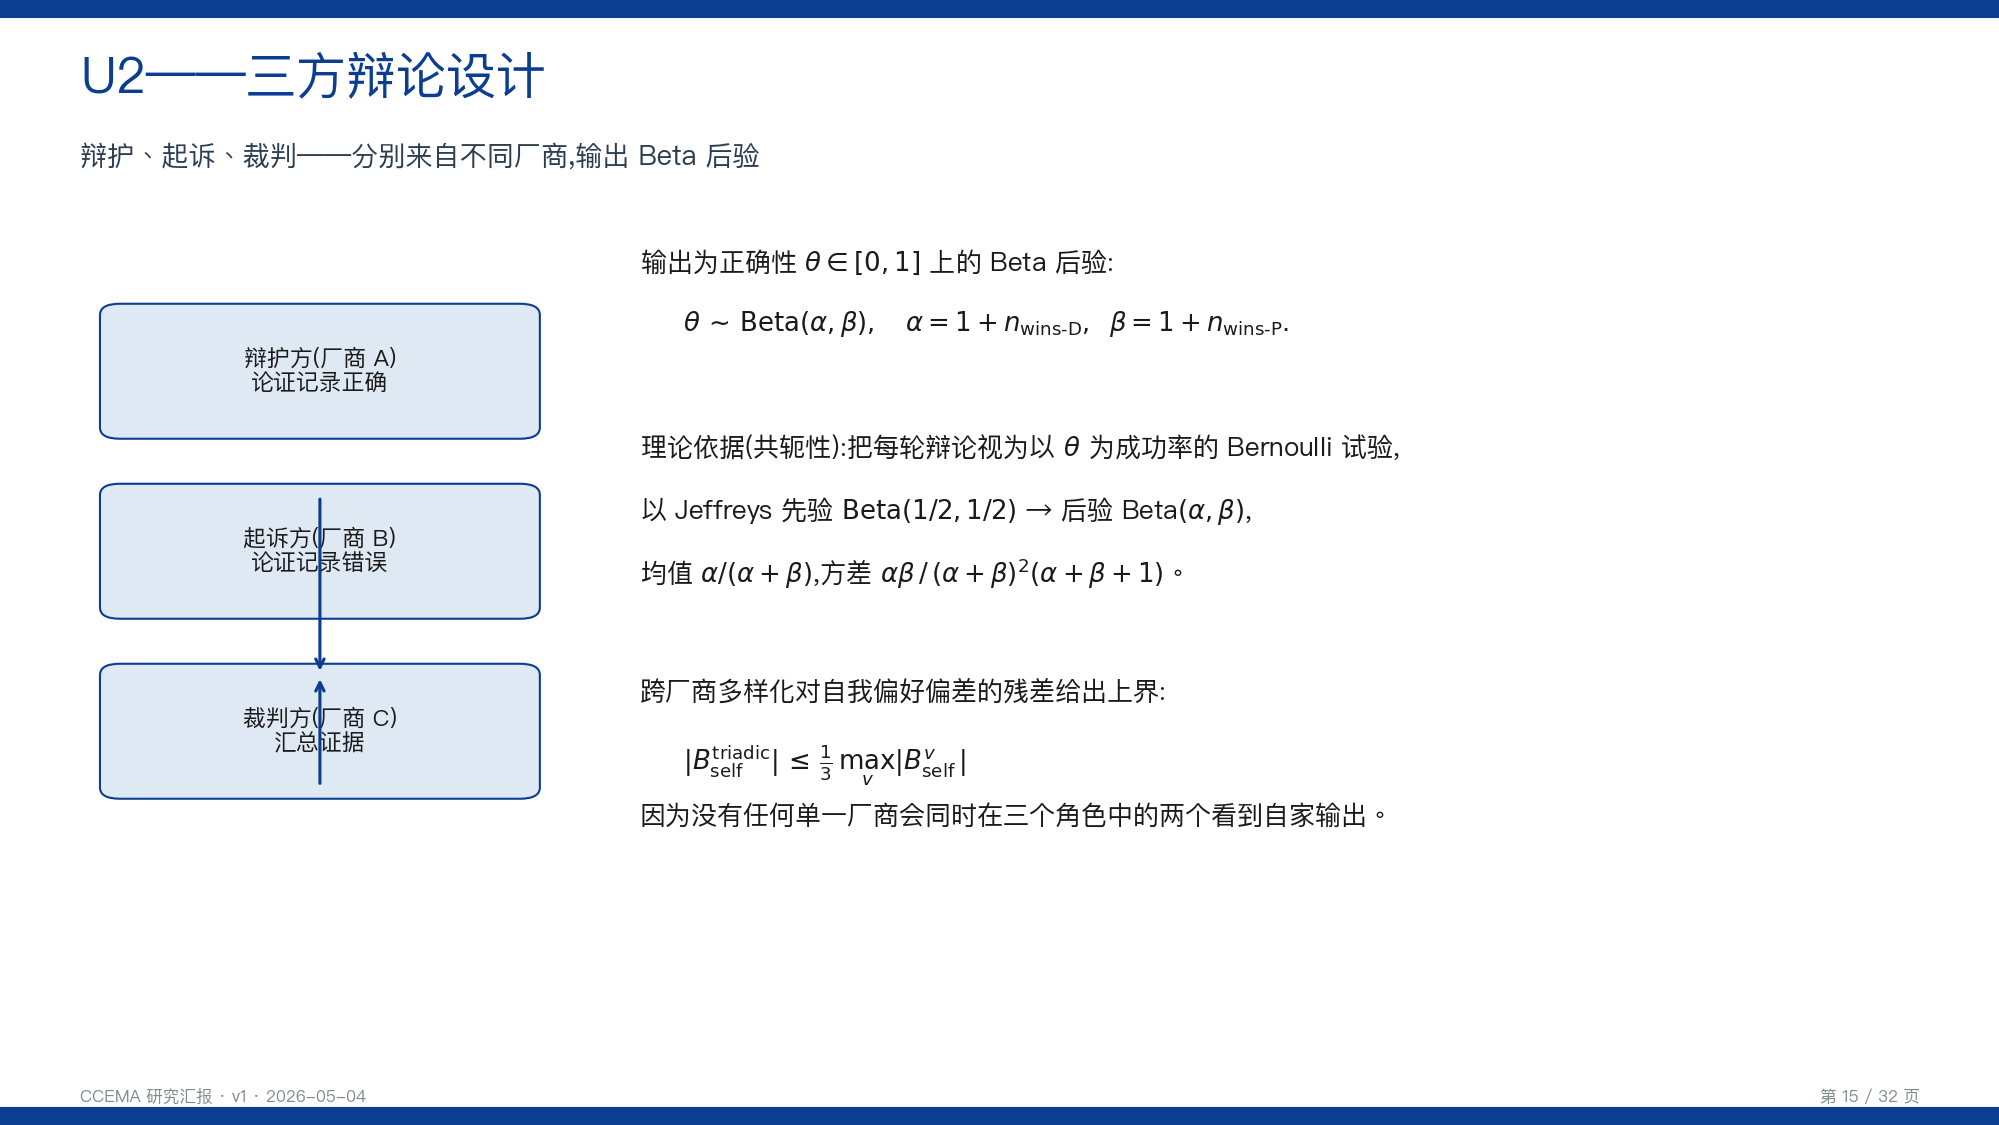 U2——三方辩论设计
辩护、起诉、裁判——分别来自不同厂商,输出 Beta 后验
辩护方(厂商 A)
论证记录正确
起诉方(厂商 B)
论证记录错误
裁判方(厂商 C)
汇总证据
输出为正确性 θ ∈ [0, 1] 上的 Beta 后验:
θ ~ Beta(α, β), α = 1 + n_wins-D, β = 1 + n_wins-P.
理论依据(共轭性):把每轮辩论视为以 θ 为成功率的 Bernoulli 试验,
以 Jeffreys 先验 Beta(1/2, 1/2) → 后验 Beta(α, β),
均值 α/(α + β),方差 αβ / (α + β)²(α + β + 1)。
跨厂商多样化对自我偏好偏差的残差给出上界:
|B_self^triadic| ≤ 1/3 max_v |B_self^v|
因为没有任何单一厂商会同时在三个角色中的两个看到自家输出。
CCEMA 研究汇报 · v1 · 2026-05-04
第 15 / 32 页